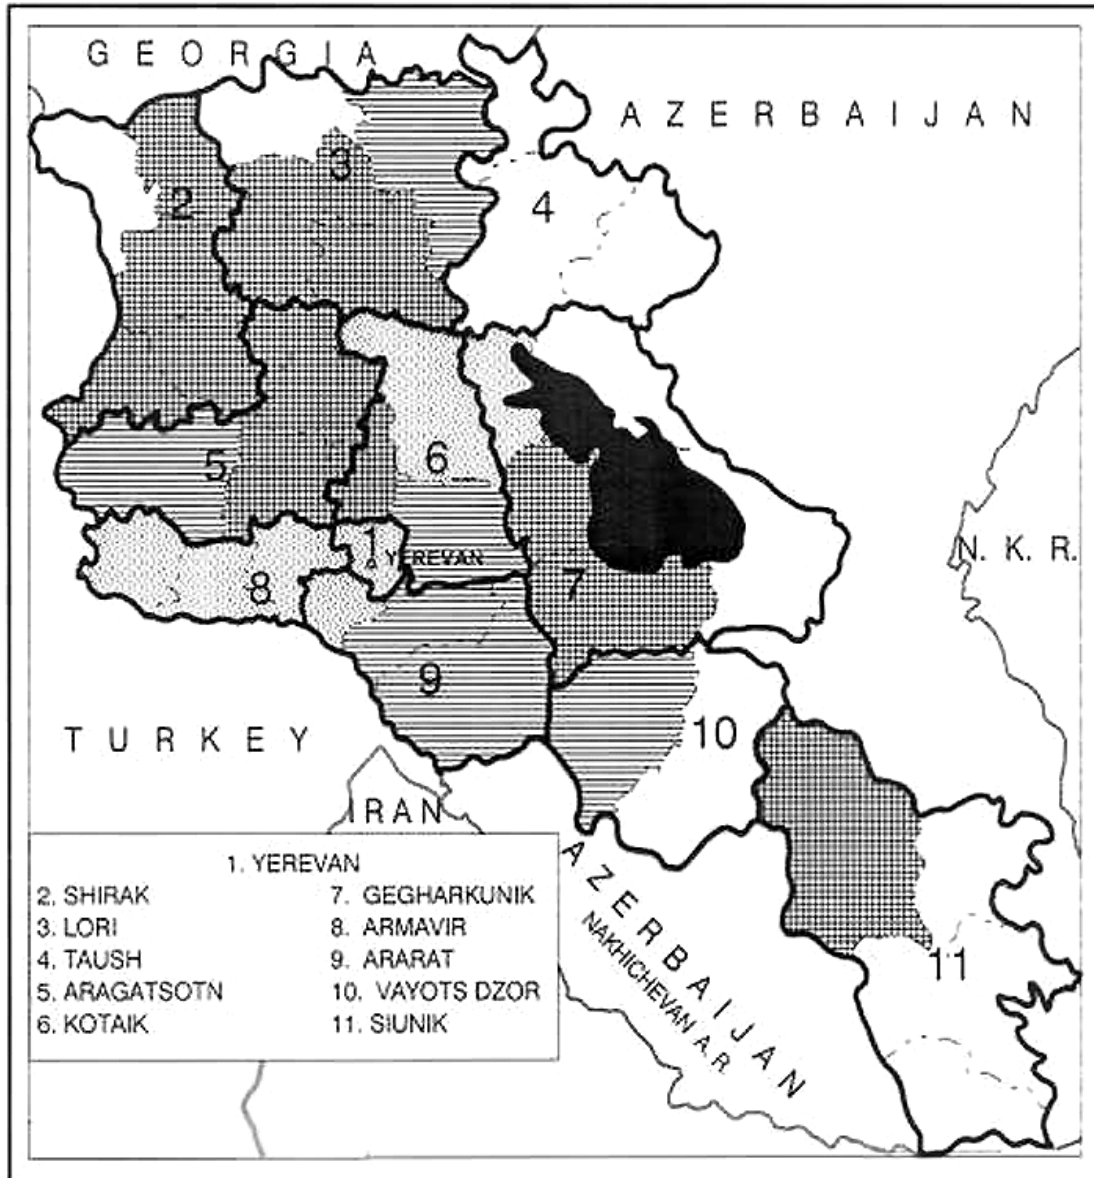 GEORGIA
AZERBAIJAN
3
2
4
6
5
1
YEREVAN
N. K. R.
8
7
9
TURKEY
10
IRAN
AZERBAIJAN
NAKHICHEVAN A.R.
11
1. YEREVAN
2. SHIRAK
3. LORI
4. TAUSH
5. ARAGATSOTN
6. KOTAIK
7. GEGHARKUNIK
8. ARMAVIR
9. ARARAT
10. VAYOTS DZOR
11. SIUNIK